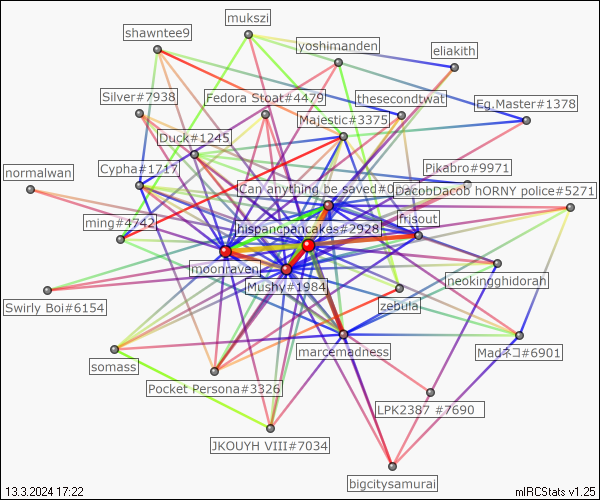 mukszi
shawntee9
yoshimanden
eliakith
Silver#7938
Fedora Stoat#4479
thesecondtwat
Eg.Master#1378
Majestic#3375
Duck#1245
Cypha#1717
Pikabro#9971
normalwan
Can anything be saved#0
DacobDacob hORNY police#5271
ming#4742
hispancpancakes#2928
frisout
moonraven
Mushy#1984
neokingghidorah
Swirly Boi#6154
zebula
somass
marcemadness
Madネコ#6901
Pocket Persona#3326
LPK2387 #7690
JKOUYH VIII#7034
bigcitysamurai
13.3.2024 17:22
mIRCStats v1.25